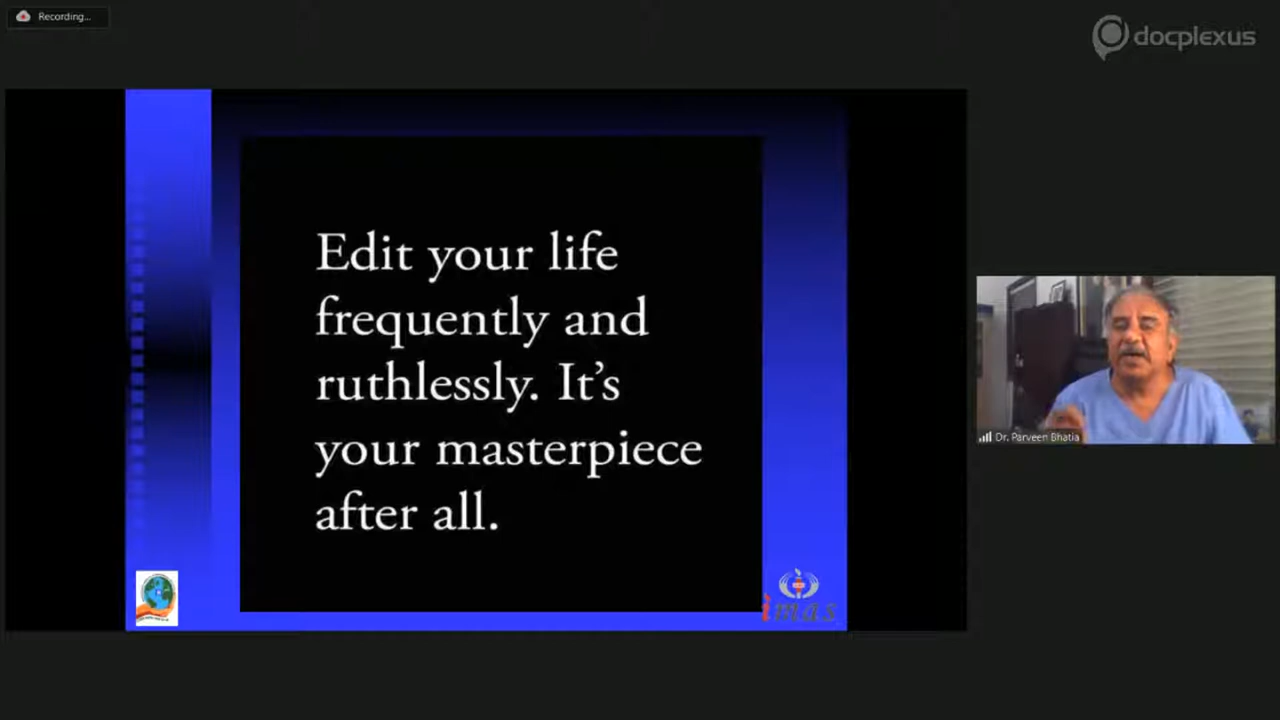 Recording...
docplexus
Edit your life
frequently and
ruthlessly. It's
your masterpiece
after all.
Dr. Parveen Bhatia
imas